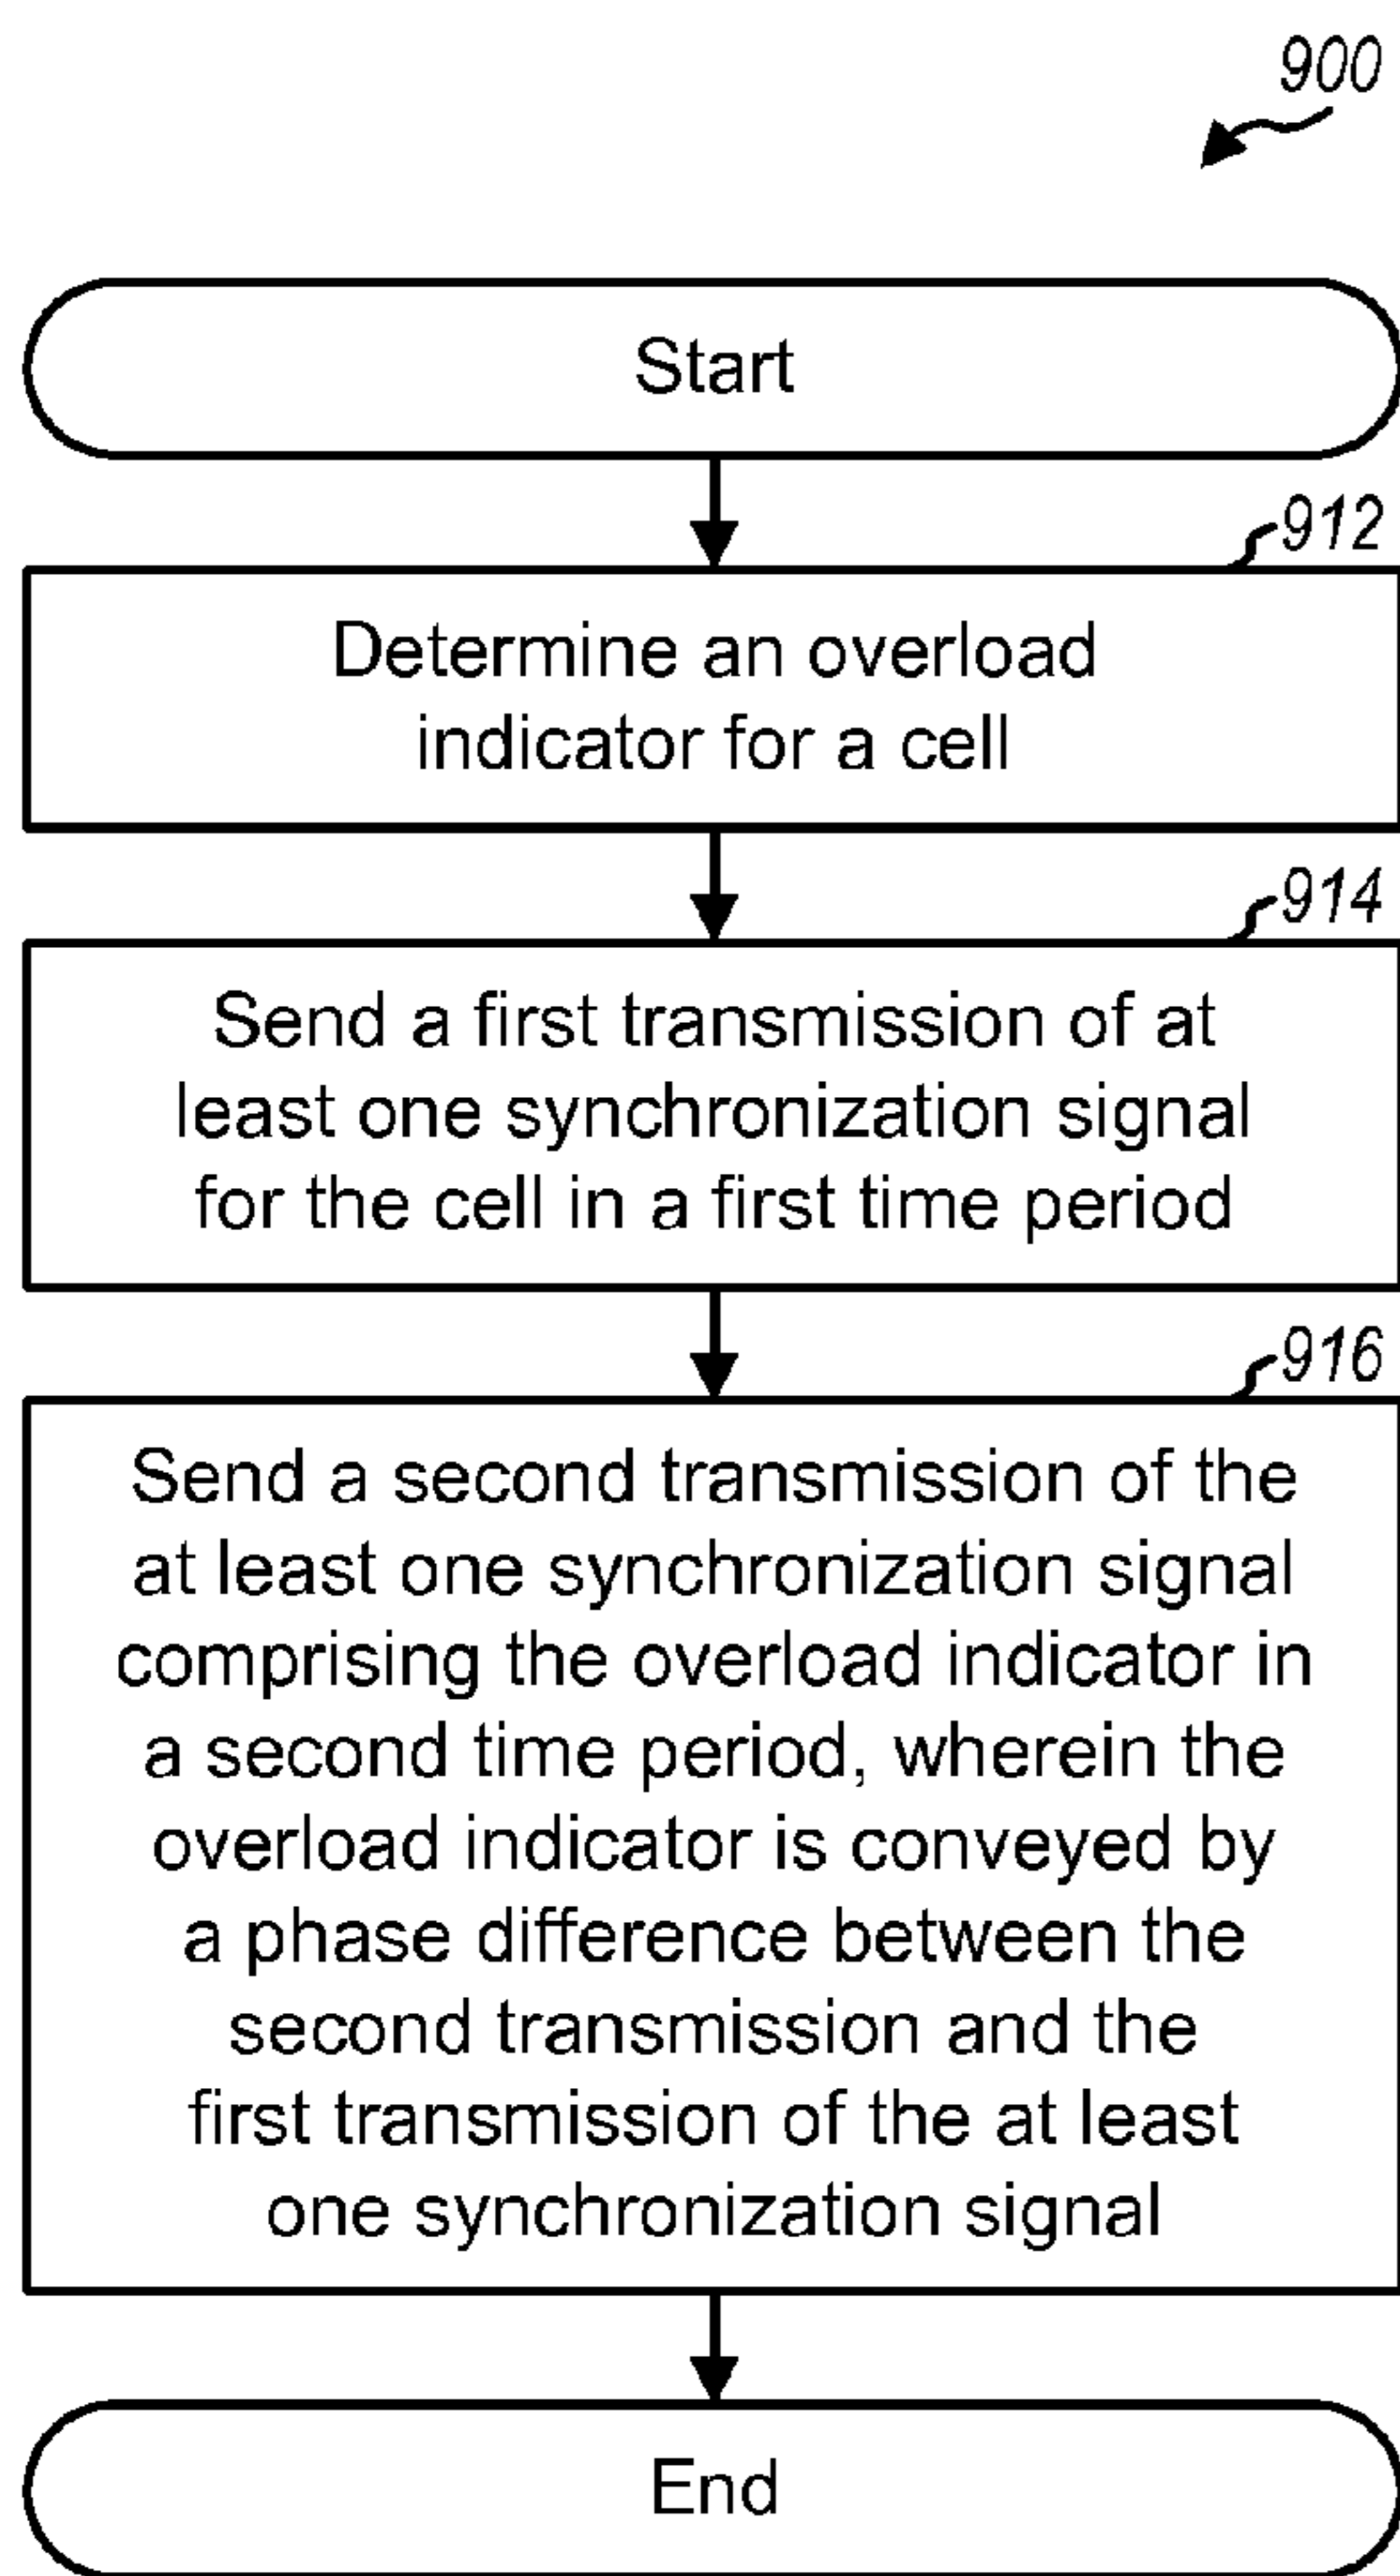 900
Start
912
Determine an overload
indicator for a cell
914
Send a first transmission of at
least one synchronization signal
for the cell in a first time period
916
Send a second transmission of the
at least one synchronization signal
comprising the overload indicator in
a second time period, wherein the
overload indicator is conveyed by
a phase difference between the
second transmission and the
first transmission of the at least
one synchronization signal
End